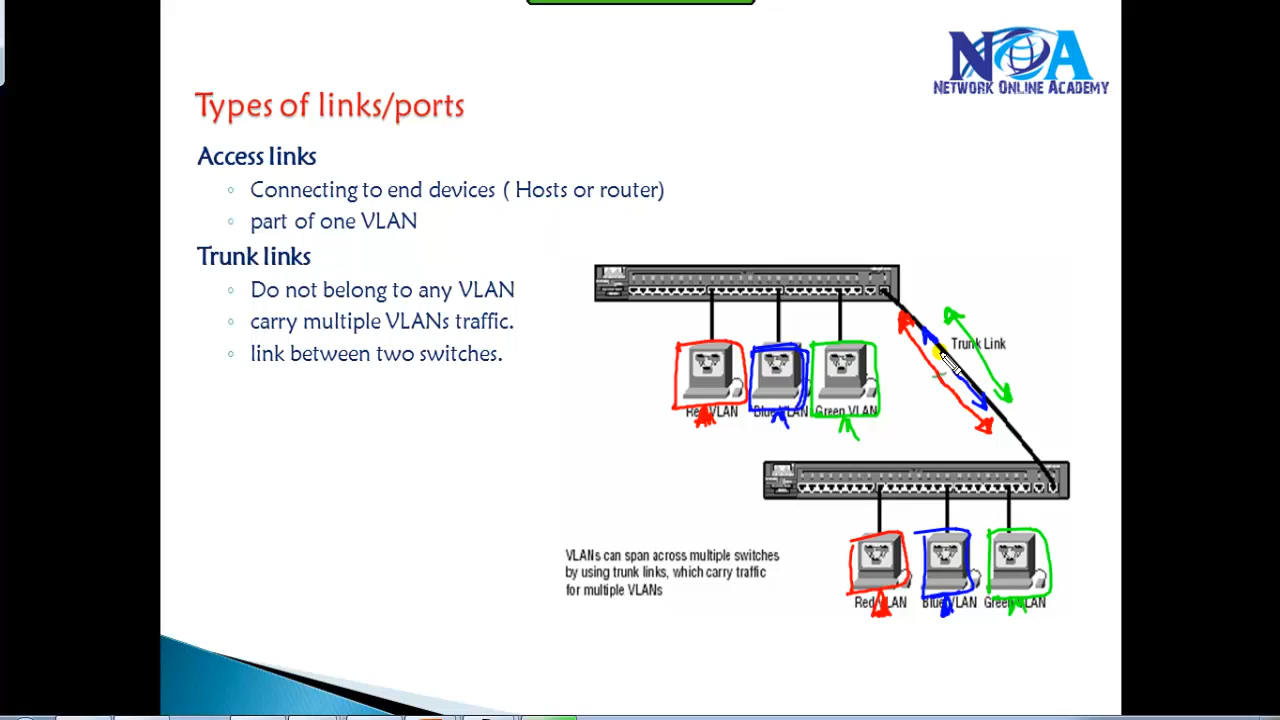 NOA
NETWORK ONLINE ACADEMY
Types of links/ports
Access links
◦ Connecting to end devices ( Hosts or router)
◦ part of one VLAN
Trunk links
◦ Do not belong to any VLAN
◦ carry multiple VLANs traffic.
◦ link between two switches.
Trunk Link
Red VLAN Blue VLAN Green VLAN
VLANs can span across multiple switches
by using trunk links, which carry traffic
for multiple VLANs
Red VLAN Blue VLAN Green VLAN